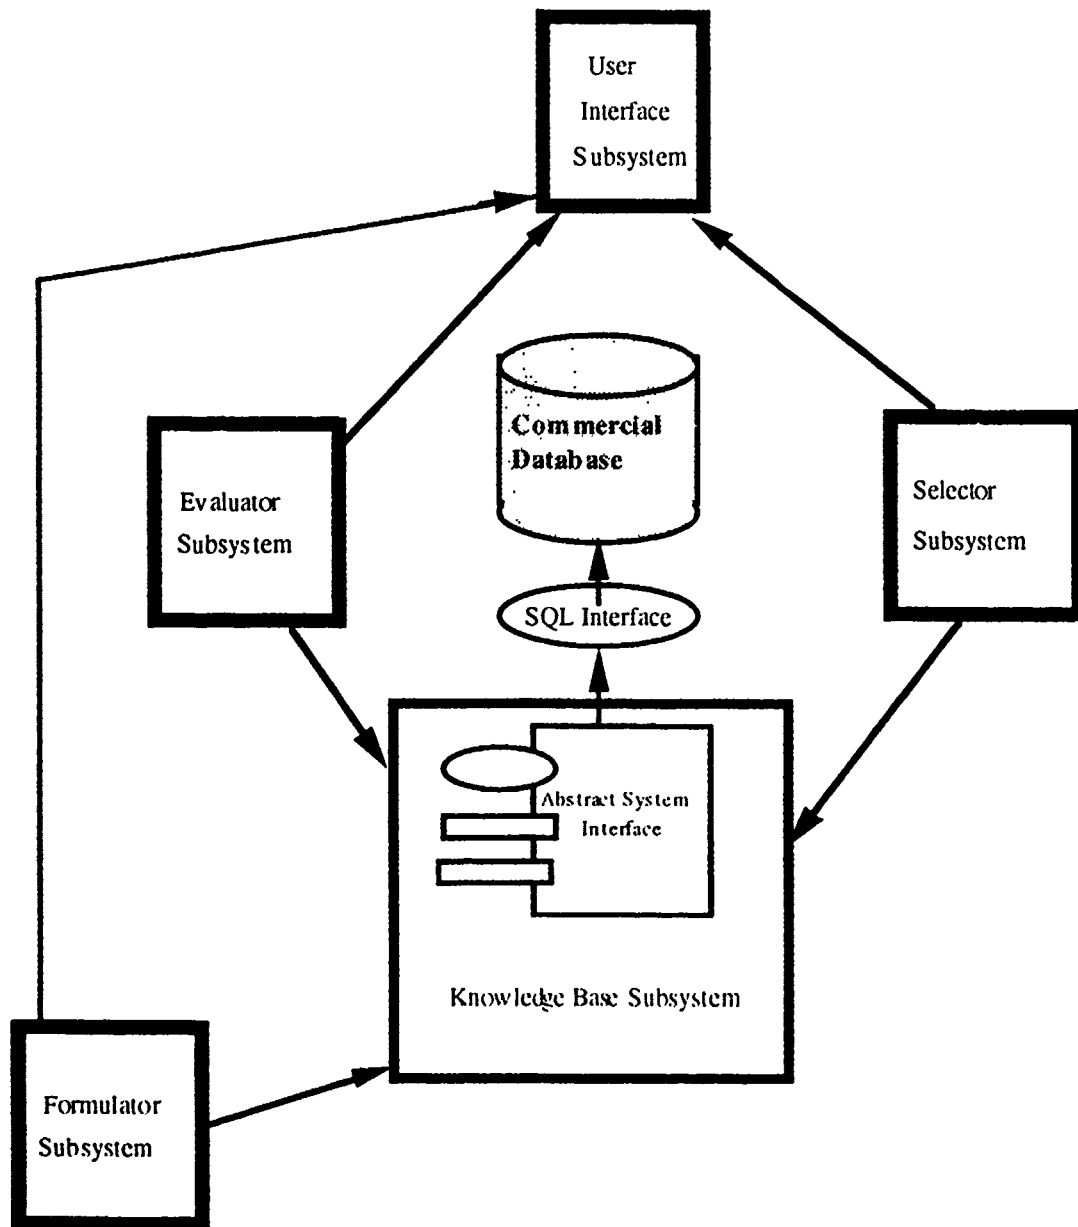 User
Interface
Subsystem
Commercial
Database
Evaluator
Subsystem
Selector
Subsystem
SQL Interface
Abstract System
Interface
Knowledge Base Subsystem
Formulator
Subsystem